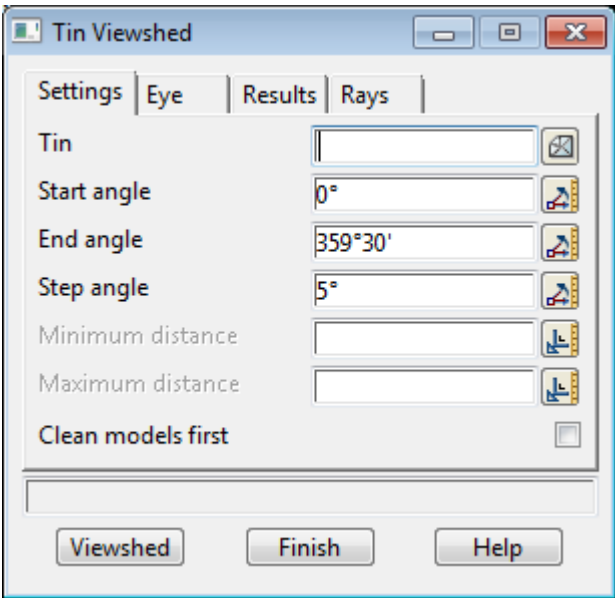 Tin Viewshed
Settings Eye Results Rays
Tin
Start angle 0°
End angle 359°30'
Step angle 5°
Minimum distance
Maximum distance
Clean models first
Viewshed Finish Help